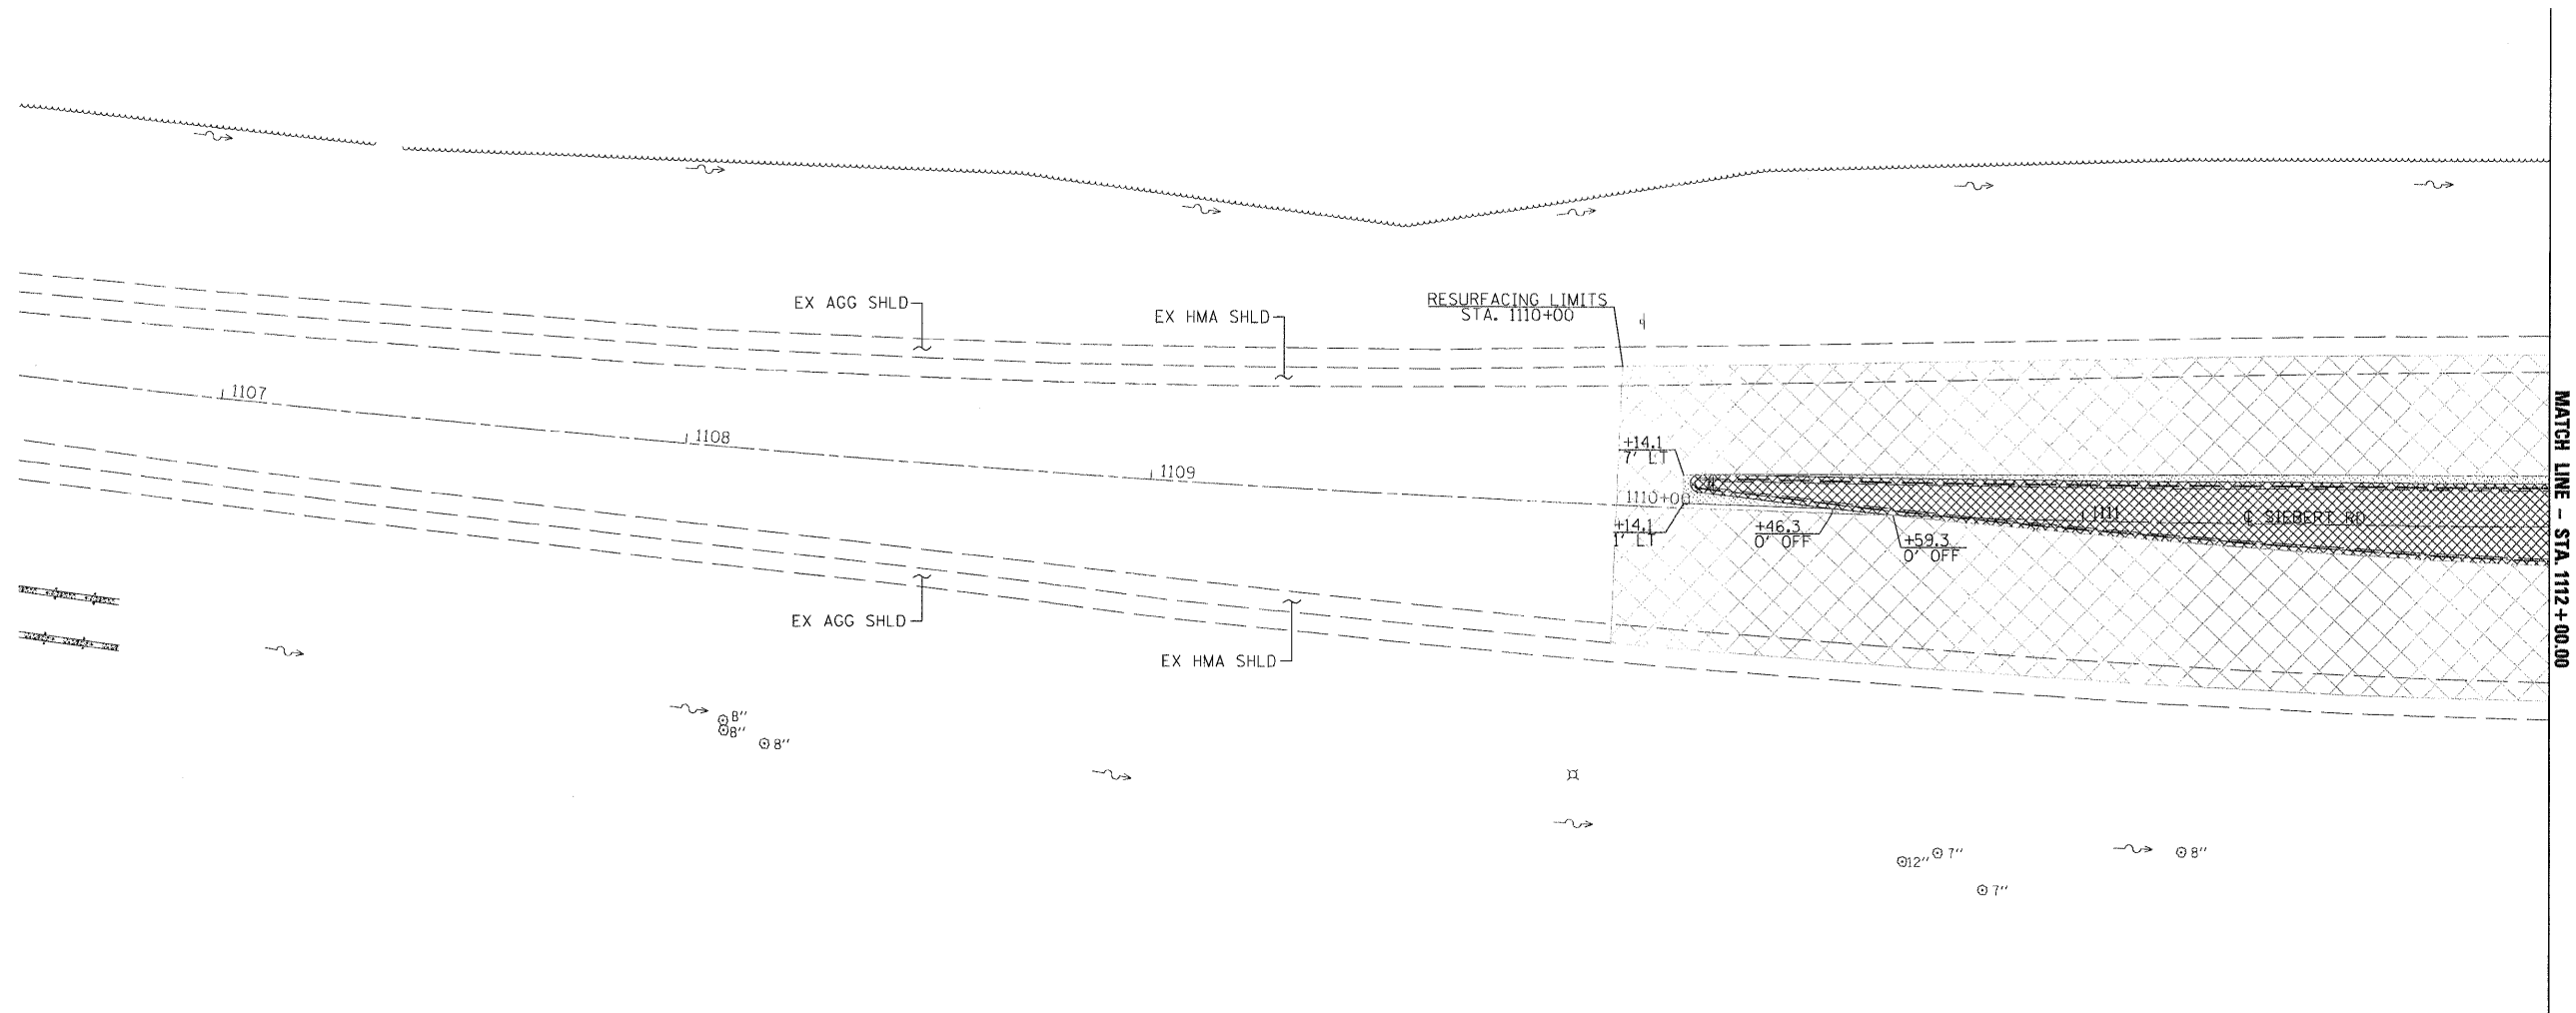 EX AGG SHLD
EX HMA SHLD
RESURFACING LIMITS
STA. 1110+00
1107
1108
1109
+14.1
7' LT
1110+00
+14.1
1' LT
+46.3
0' OFF
+59.3
0' OFF
1111
℄ SIEBERT RD
EX AGG SHLD
EX HMA SHLD
8"
8"
8"
12"
7"
7"
8"
MATCH LINE - STA. 1112+00.00